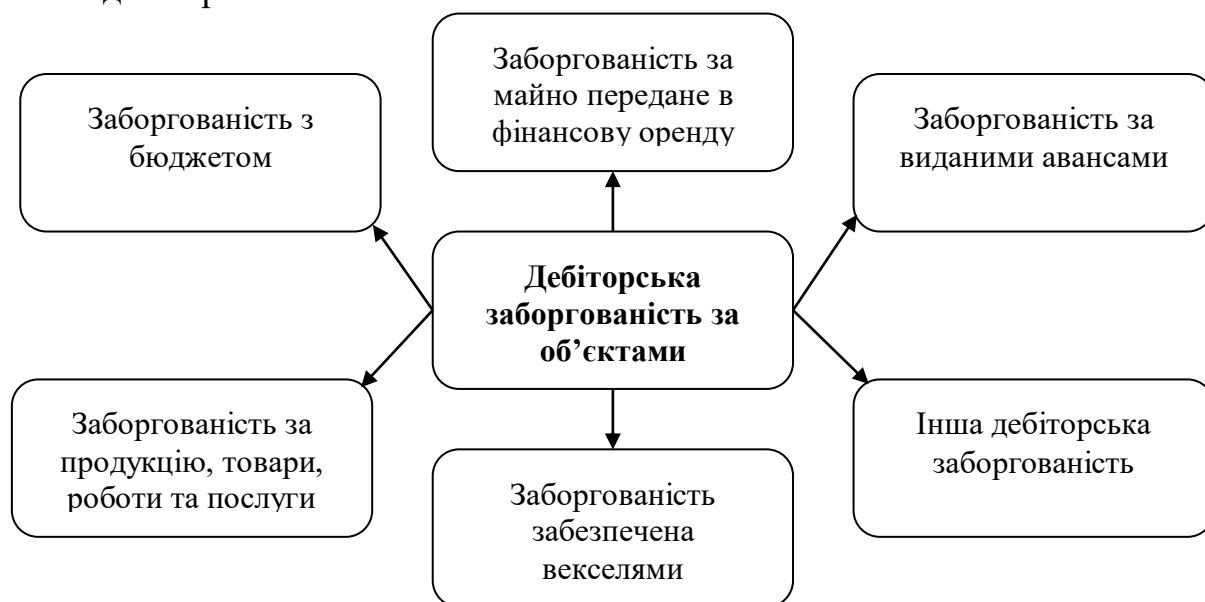 Заборгованість за
майно передане в
фінансову оренду
Заборгованість з
бюджетом
Заборгованість за
виданими авансами
Дебіторська
заборгованість за
об’єктами
Заборгованість за
продукцію, товари,
роботи та послуги
Інша дебіторська
заборгованість
Заборгованість
забезпечена
векселями